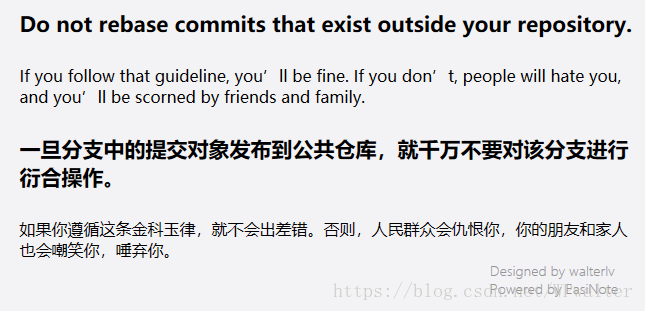 Do not rebase commits that exist outside your repository.
If you follow that guideline, you’ll be fine. If you don’t, people will hate you,
and you’ll be scorned by friends and family.
一旦分支中的提交对象发布到公共仓库，就千万不要对该分支进行
衍合操作。
如果你遵循这条金科玉律，就不会出差错。否则，人民群众会仇恨你，你的朋友和家人
也会嘲笑你，唾弃你。
Designed by walterlv
Powered by EasiNote
https://blog.csdn.net/WPwalter